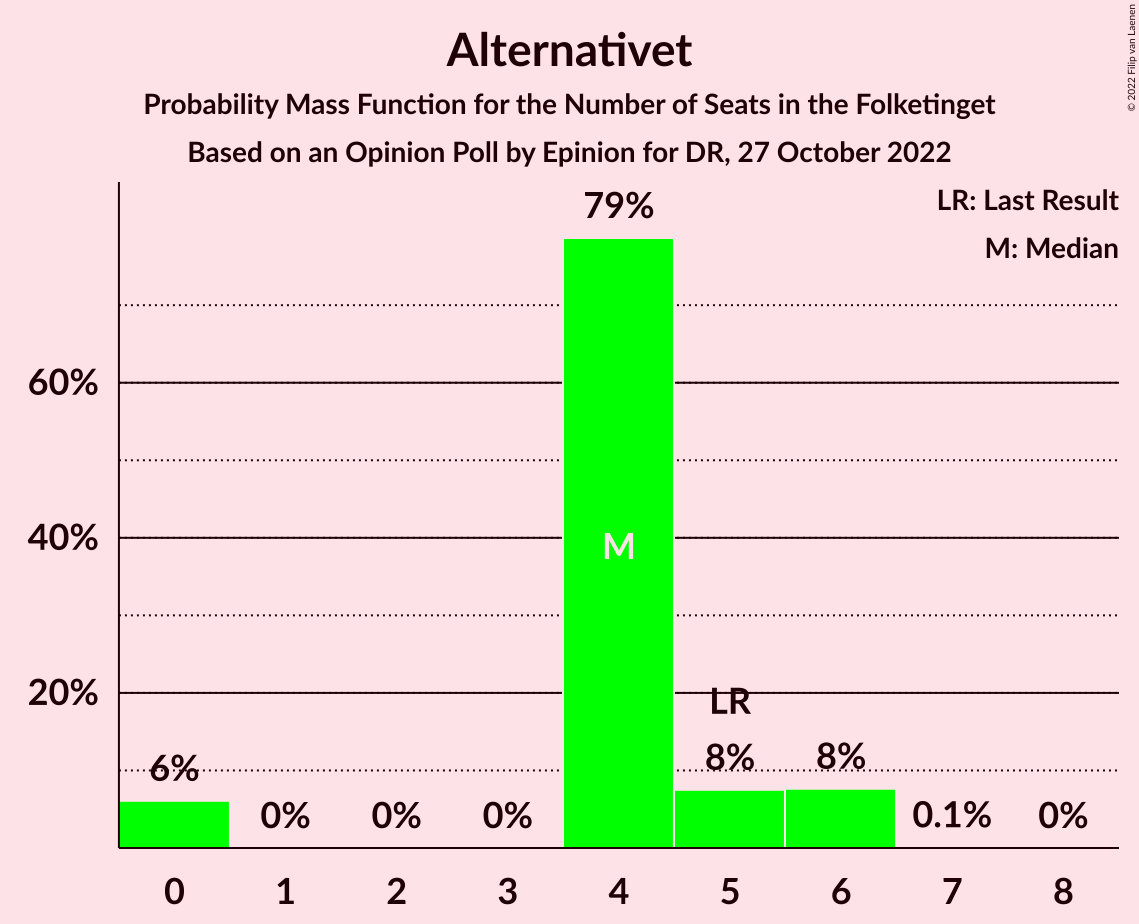 Alternativet
Probability Mass Function for the Number of Seats in the Folketinget
Based on an Opinion Poll by Epinion for DR, 27 October 2022
© 2022 Filip van Laenen
LR: Last Result
M: Median
79%
60%
40%
20%
M
LR
6%
0%
0%
0%
8%
8%
0.1%
0%
0 1 2 3 4 5 6 7 8